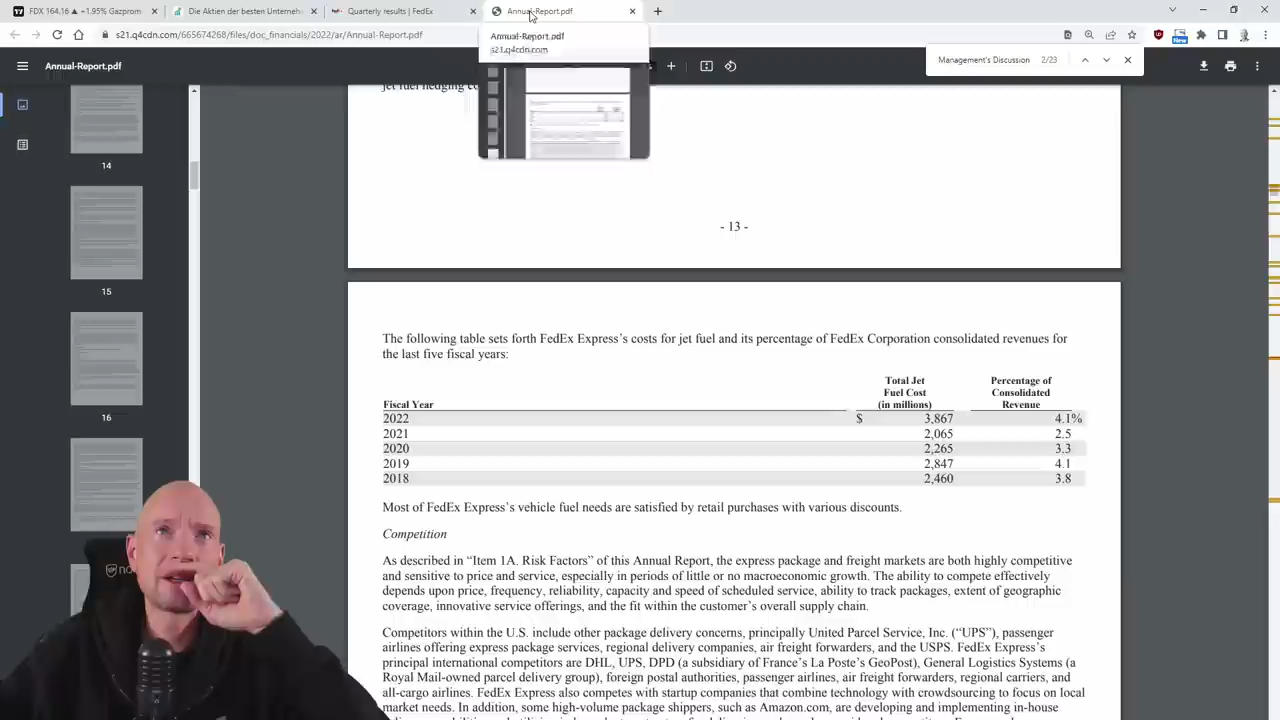 FDX 164,16 ▲ +1.95% Gazprom
Die Aktien der besten Unterneh
Quarterly results | FedEx
Annual-Report.pdf
s21.q4cdn.com/665674268/files/doc_financials/2022/ar/Annual-Report.pdf
Annual-Report.pdf
s21.q4cdn.com
New
Annual-Report.pdf
Management's Discussion 2/23
14
15
16
- 13 -
The following table sets forth FedEx Express's costs for jet fuel and its percentage of FedEx Corporation consolidated revenues for
the last five fiscal years:
Fiscal Year Total Jet Fuel Cost (in millions) Percentage of Consolidated Revenue
2022 $ 3,867 4.1%
2021 2,065 2.5
2020 2,265 3.3
2019 2,847 4.1
2018 2,460 3.8
Most of FedEx Express's vehicle fuel needs are satisfied by retail purchases with various discounts.
Competition
As described in “Item 1A. Risk Factors” of this Annual Report, the express package and freight markets are both highly competitive
and sensitive to price and service, especially in periods of little or no macroeconomic growth. The ability to compete effectively
depends upon price, frequency, reliability, capacity and speed of scheduled service, ability to track packages, extent of geographic
coverage, innovative service offerings, and the fit within the customer's overall supply chain.
Competitors within the U.S. include other package delivery concerns, principally United Parcel Service, Inc. (“UPS”), passenger
airlines offering express package services, regional delivery companies, air freight forwarders, and the USPS. FedEx Express's
principal international competitors are DHL, UPS, DPD (a subsidiary of France's La Poste's GeoPost), General Logistics Systems (a
Royal Mail-owned parcel delivery group), foreign postal authorities, passenger airlines, air freight forwarders, regional carriers, and
all-cargo airlines. FedEx Express also competes with startup companies that combine technology with crowdsourcing to focus on local
market needs. In addition, some high-volume package shippers, such as Amazon.com, are developing and implementing in-house